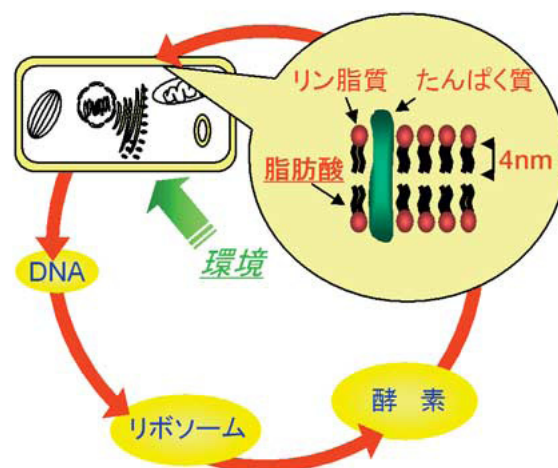 リン脂質
たんぱく質
脂肪酸
4nm
環境
DNA
リボソーム
酵 素